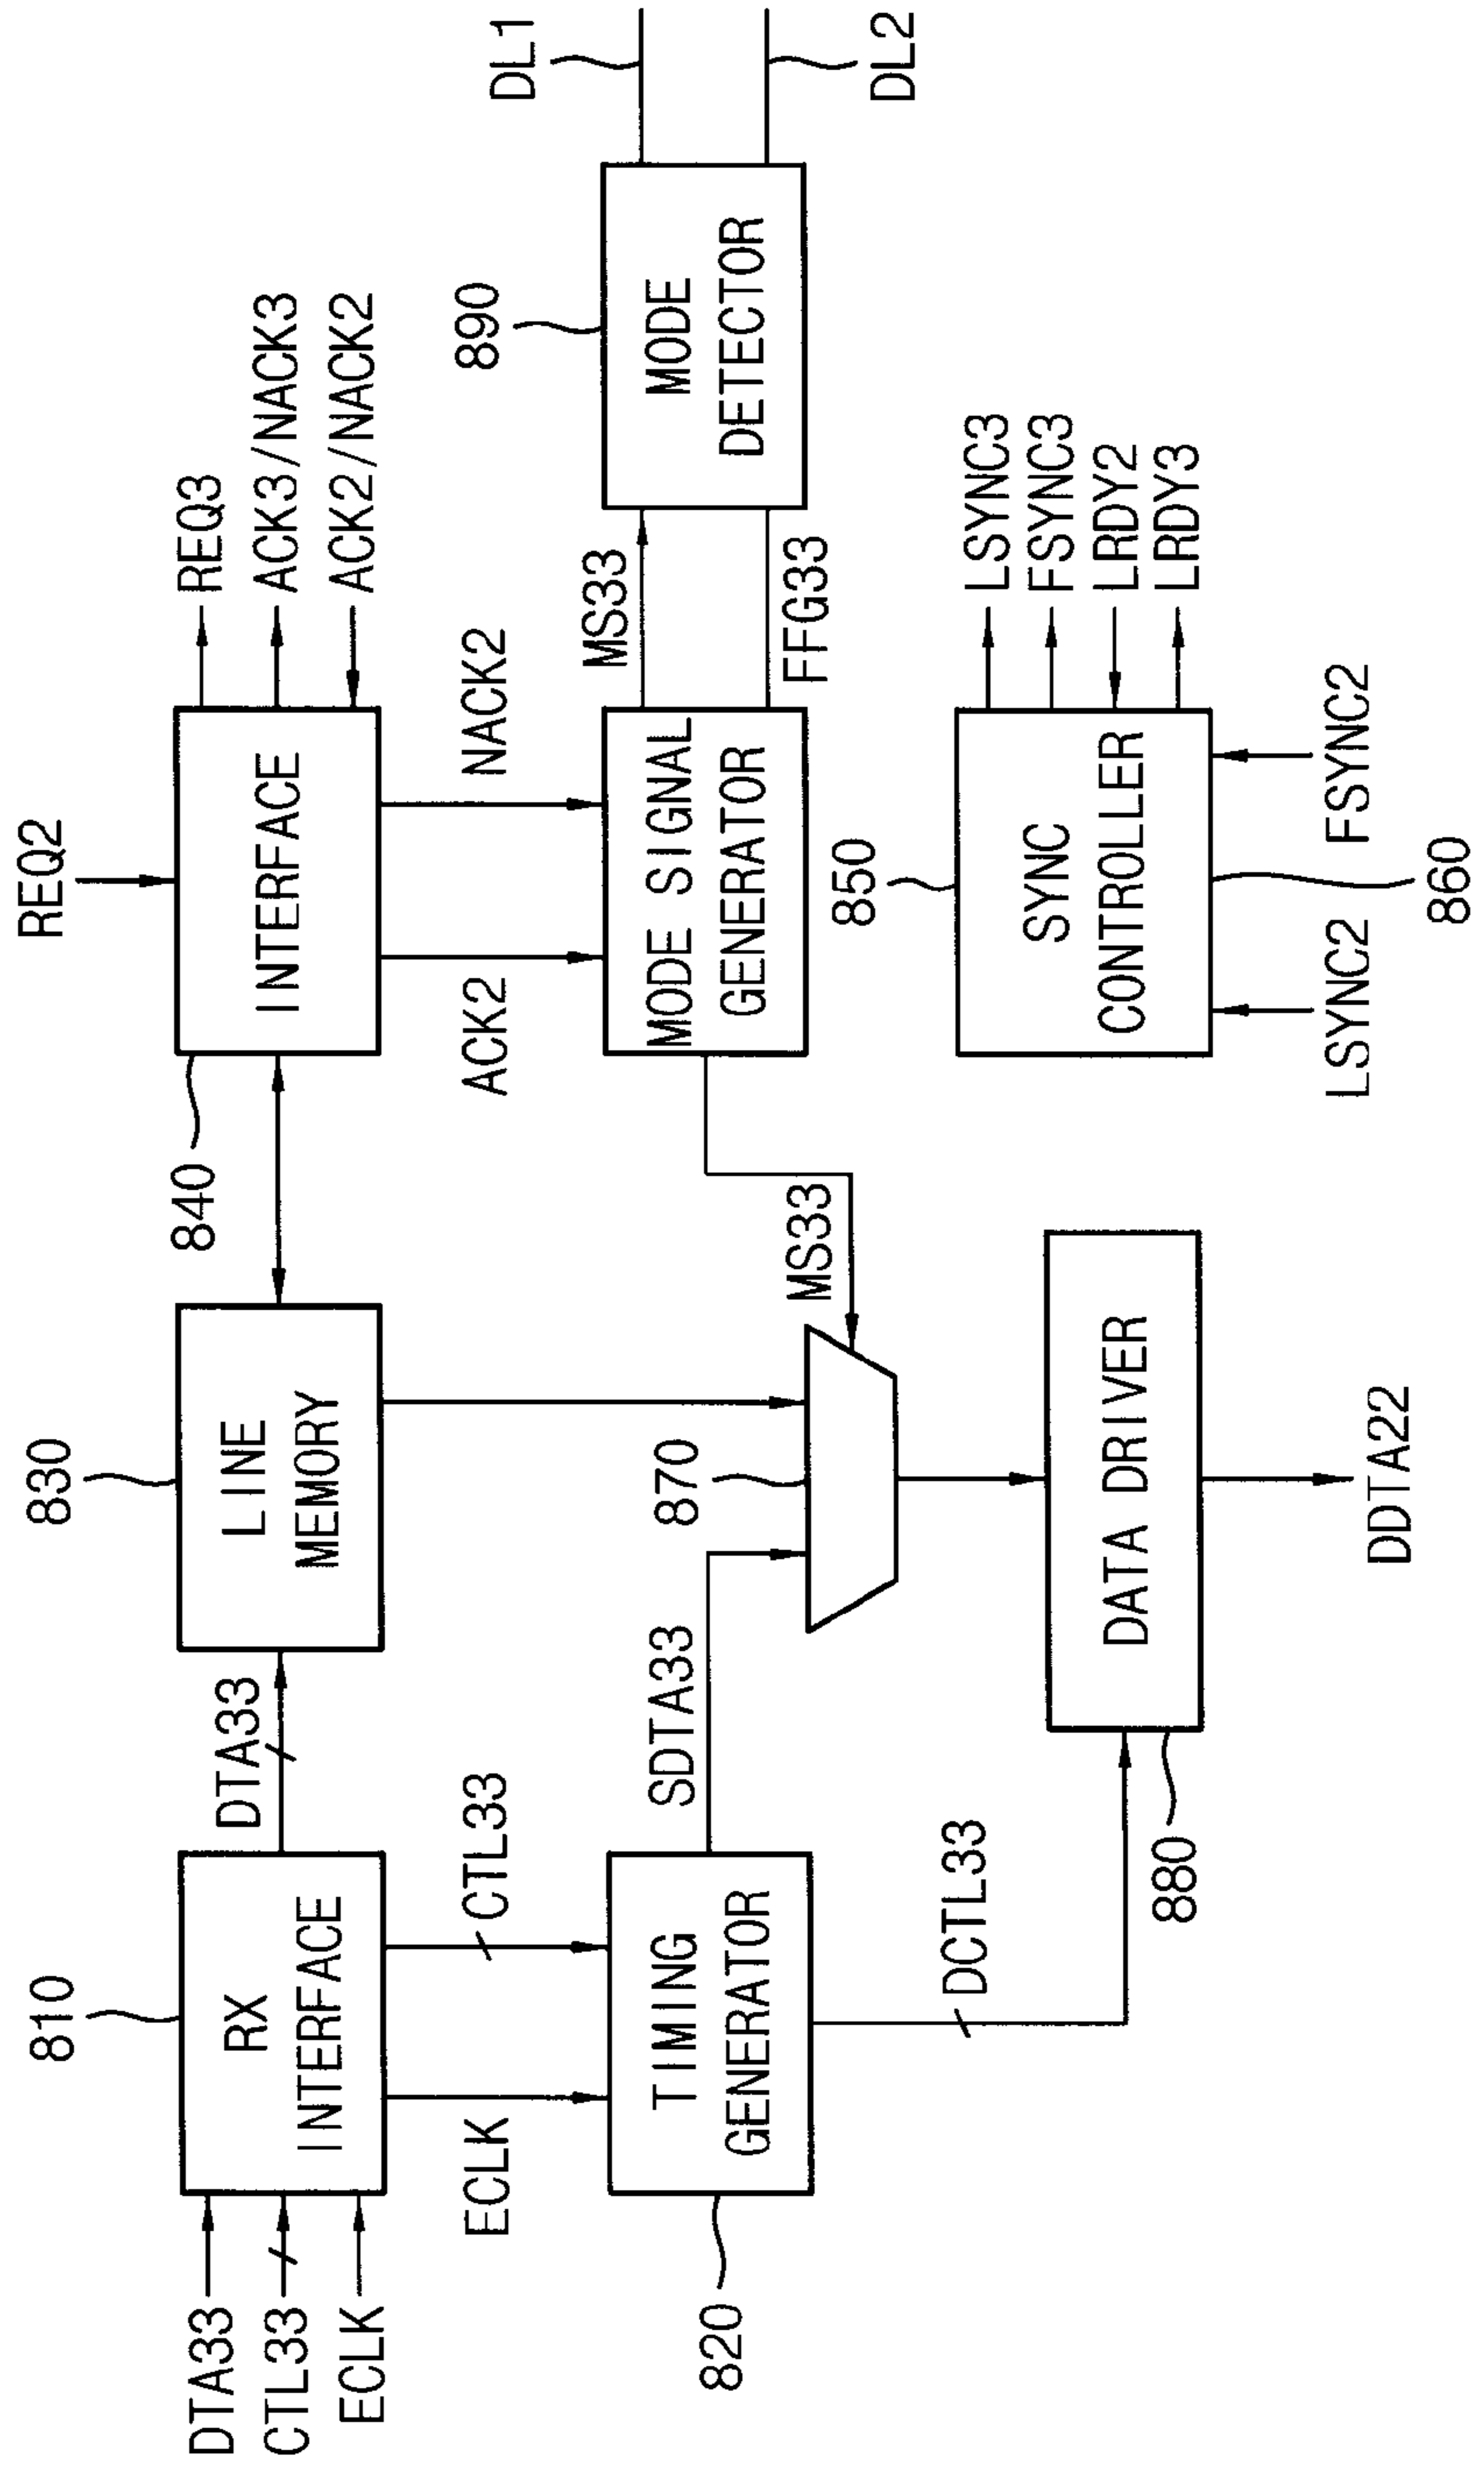 REQ2
810
830
840
REQ3
ACK3/NACK3
ACK2/NACK2
DTA33
CTL33
ECLK
RX
INTERFACE
DTA33
LINE
MEMORY
INTERFACE
ECLK
CTL33
ACK2
NACK2
890
DL1
DL2
820
TIMING
GENERATOR
SDTA33
870
MS33
MODE SIGNAL
GENERATOR
MS33
FFG33
MODE
DETECTOR
DCTL33
880
DATA DRIVER
DDTA22
850
SYNC
CONTROLLER
LSYNC3
FSYNC3
LRDY2
LRDY3
LSYNC2
860
FSYNC2